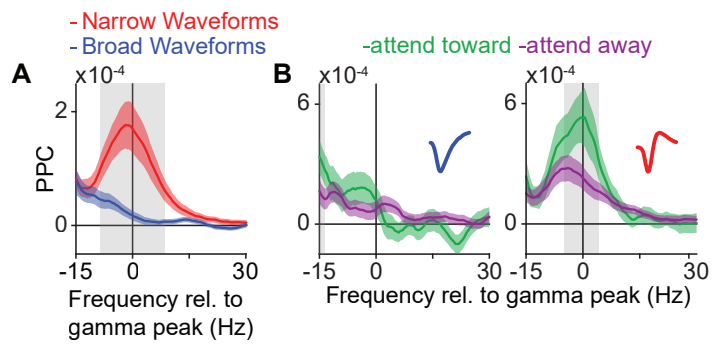 - Narrow Waveforms
- Broad Waveforms
-attend toward -attend away
A
x10-4
B
x10-4
x10-4
2
6
6
PPC
0
0
0
-15 0 30
-15 0 30
-15 0 30
Frequency rel. to
gamma peak (Hz)
Frequency rel. to gamma peak (Hz)